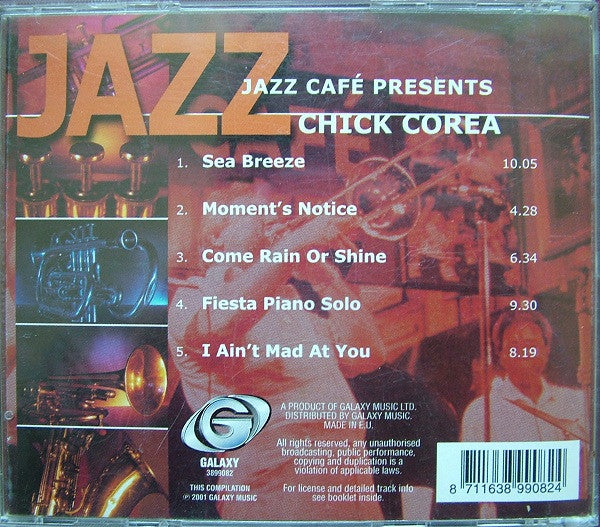 JAZZ
JAZZ CAFÉ PRESENTS
CHICK COREA
1. Sea Breeze 10.05
2. Moment's Notice 4.28
3. Come Rain Or Shine 6.34
4. Fiesta Piano Solo 9.30
5. I Ain't Mad At You 8.19
G
GALAXY
3899082
THIS COMPILATION
℗ 2001 GALAXY MUSIC
A PRODUCT OF GALAXY MUSIC LTD.
DISTRIBUTED BY GALAXY MUSIC.
MADE IN E.U.
All rights reserved, any unauthorised
broadcasting, public performance,
copying and duplication is a
violation of applicable laws.
For license and detailed track info
see booklet inside.
8 711638 990824